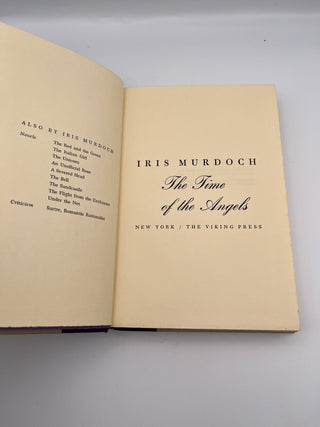 ALSO BY IRIS MURDOCH
Novels
The Red and the Green
The Italian Girl
The Unicorn
An Unofficial Rose
A Severed Head
The Bell
The Sandcastle
The Flight from the Enchanter
Under the Net
Criticism
Sartre, Romantic Rationalist
IRIS MURDOCH
The Time
of the Angels
NEW YORK / THE VIKING PRESS